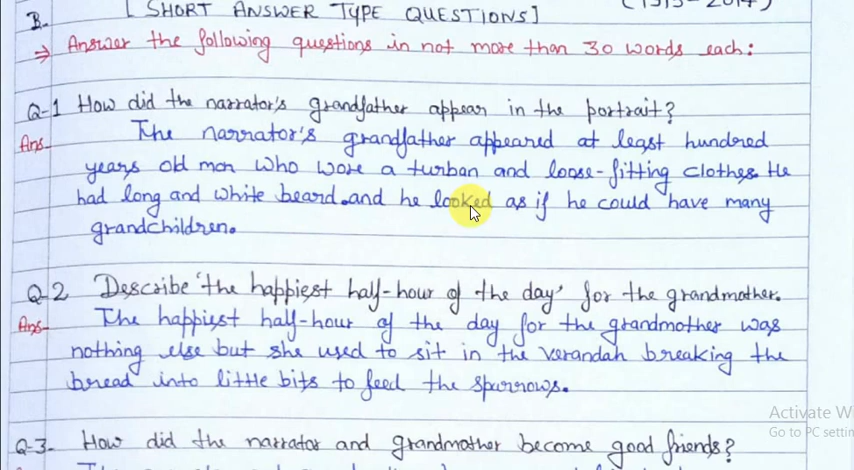 B. [ SHORT ANSWER TYPE QUESTIONS]
(1915-2014)
⇒ Answer the following questions in not more than 30 words each:
Q-1 How did the narrator's grandfather appear in the portrait?
Ans- The narrator's grandfather appeared at least hundred
years old man who wore a turban and loose-fitting clothes. He
had long and white beard. and he looked as if he could have many
grandchildren.
Q-2 Describe 'the happiest half-hour of the day' for the grandmother.
Ans- The happiest half-hour of the day for the grandmother was
nothing else but she used to sit in the verandah breaking the
bread into little bits to feed the sparrows.
Activate W
Go to PC settin
Q-3. How did the narrator and grandmother become good friends?